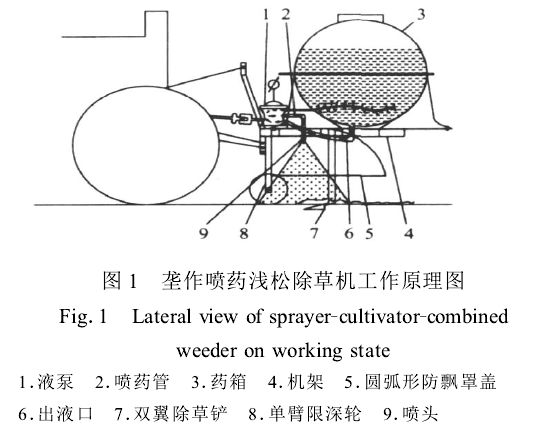 1 2 3
9 8 7 6 5 4
图 1 垄作喷药浅松除草机工作原理图
Fig. 1 Lateral view of sprayer-cultivator-combined
weeder on working state
1.液泵 2.喷药管 3.药箱 4.机架 5.圆弧形防飘罩盖
6.出液口 7.双翼除草铲 8.单臂限深轮 9.喷头